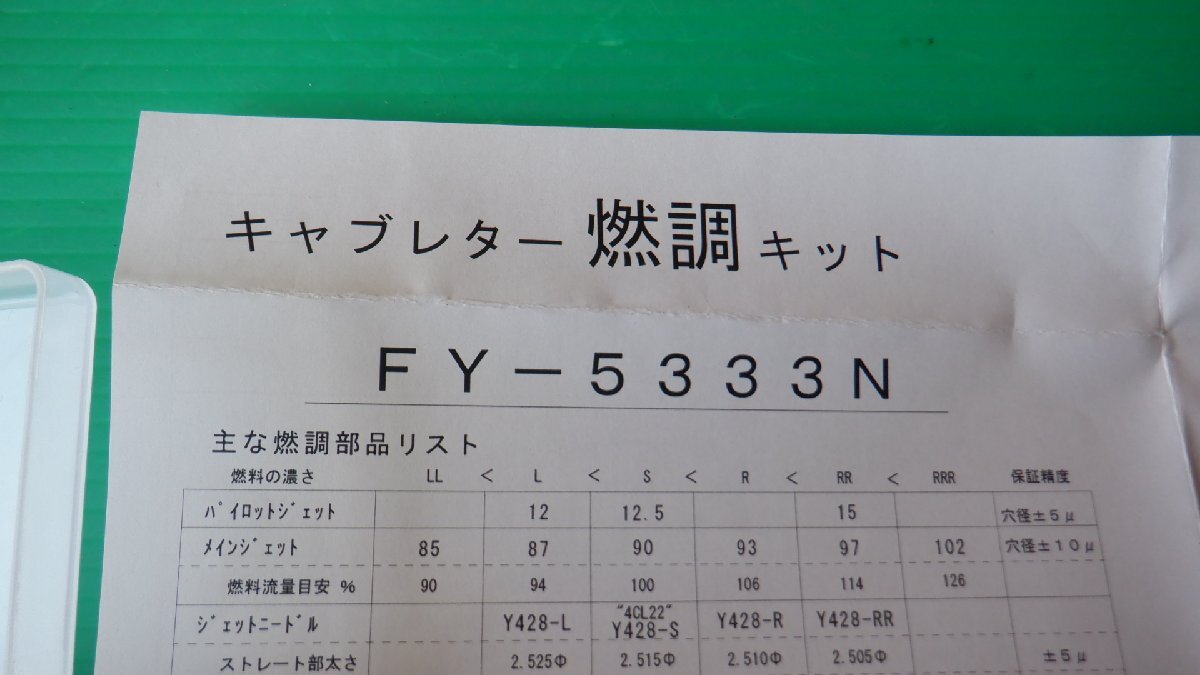 キャブレター燃調キット
ＦＹ－５３３３Ｎ
主な燃調部品リスト
燃料の濃さ LL < L < S < R < RR < RRR 保証精度
ﾊﾟｲﾛｯﾄｼﾞｪｯﾄ 12 12.5 15 穴径±５μ
ﾒｲﾝｼﾞｪｯﾄ 85 87 90 93 97 102 穴径±１０μ
燃料流量目安 % 90 94 100 106 114 126
ｼﾞｪｯﾄﾆｰﾄﾞﾙ Y428-L "4CL22" Y428-S Y428-R Y428-RR
ストレート部太さ 2.525Φ 2.515Φ 2.510Φ 2.505Φ ±５μ